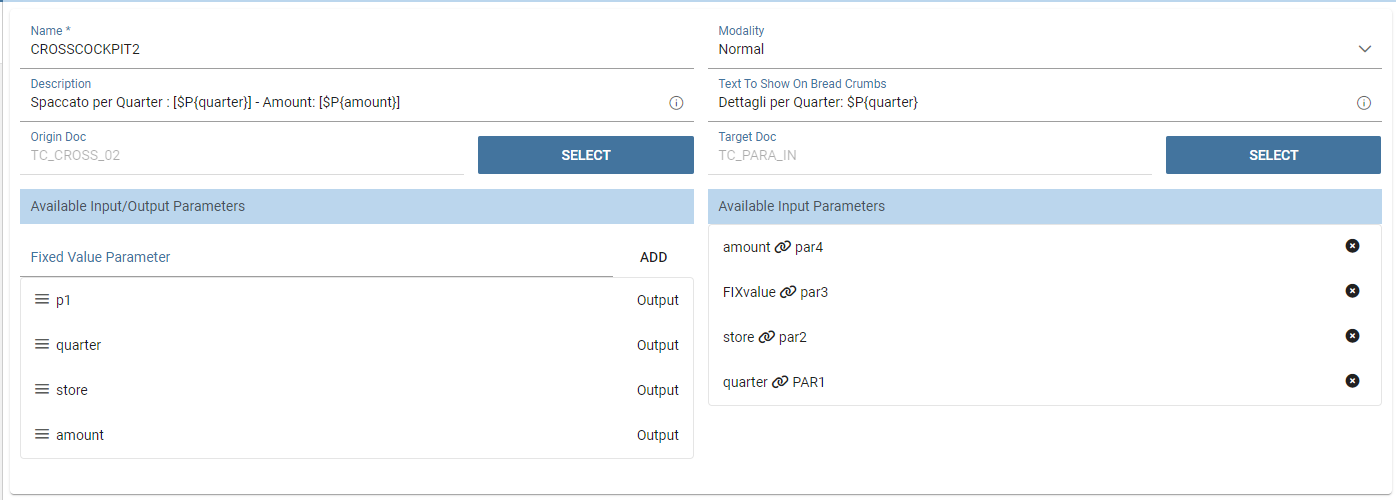 Name *
CROSSCOCKPIT2
Modality
Normal
Description
Spaccato per Quarter : [$P{quarter}] - Amount: [$P{amount}]
Text To Show On Bread Crumbs
Dettagli per Quarter: $P{quarter}
Origin Doc
TC_CROSS_02
SELECT
Target Doc
TC_PARA_IN
SELECT
Available Input/Output Parameters
Fixed Value Parameter
ADD
p1 Output
quarter Output
store Output
amount Output
Available Input Parameters
amount par4
FIXvalue par3
store par2
quarter PAR1